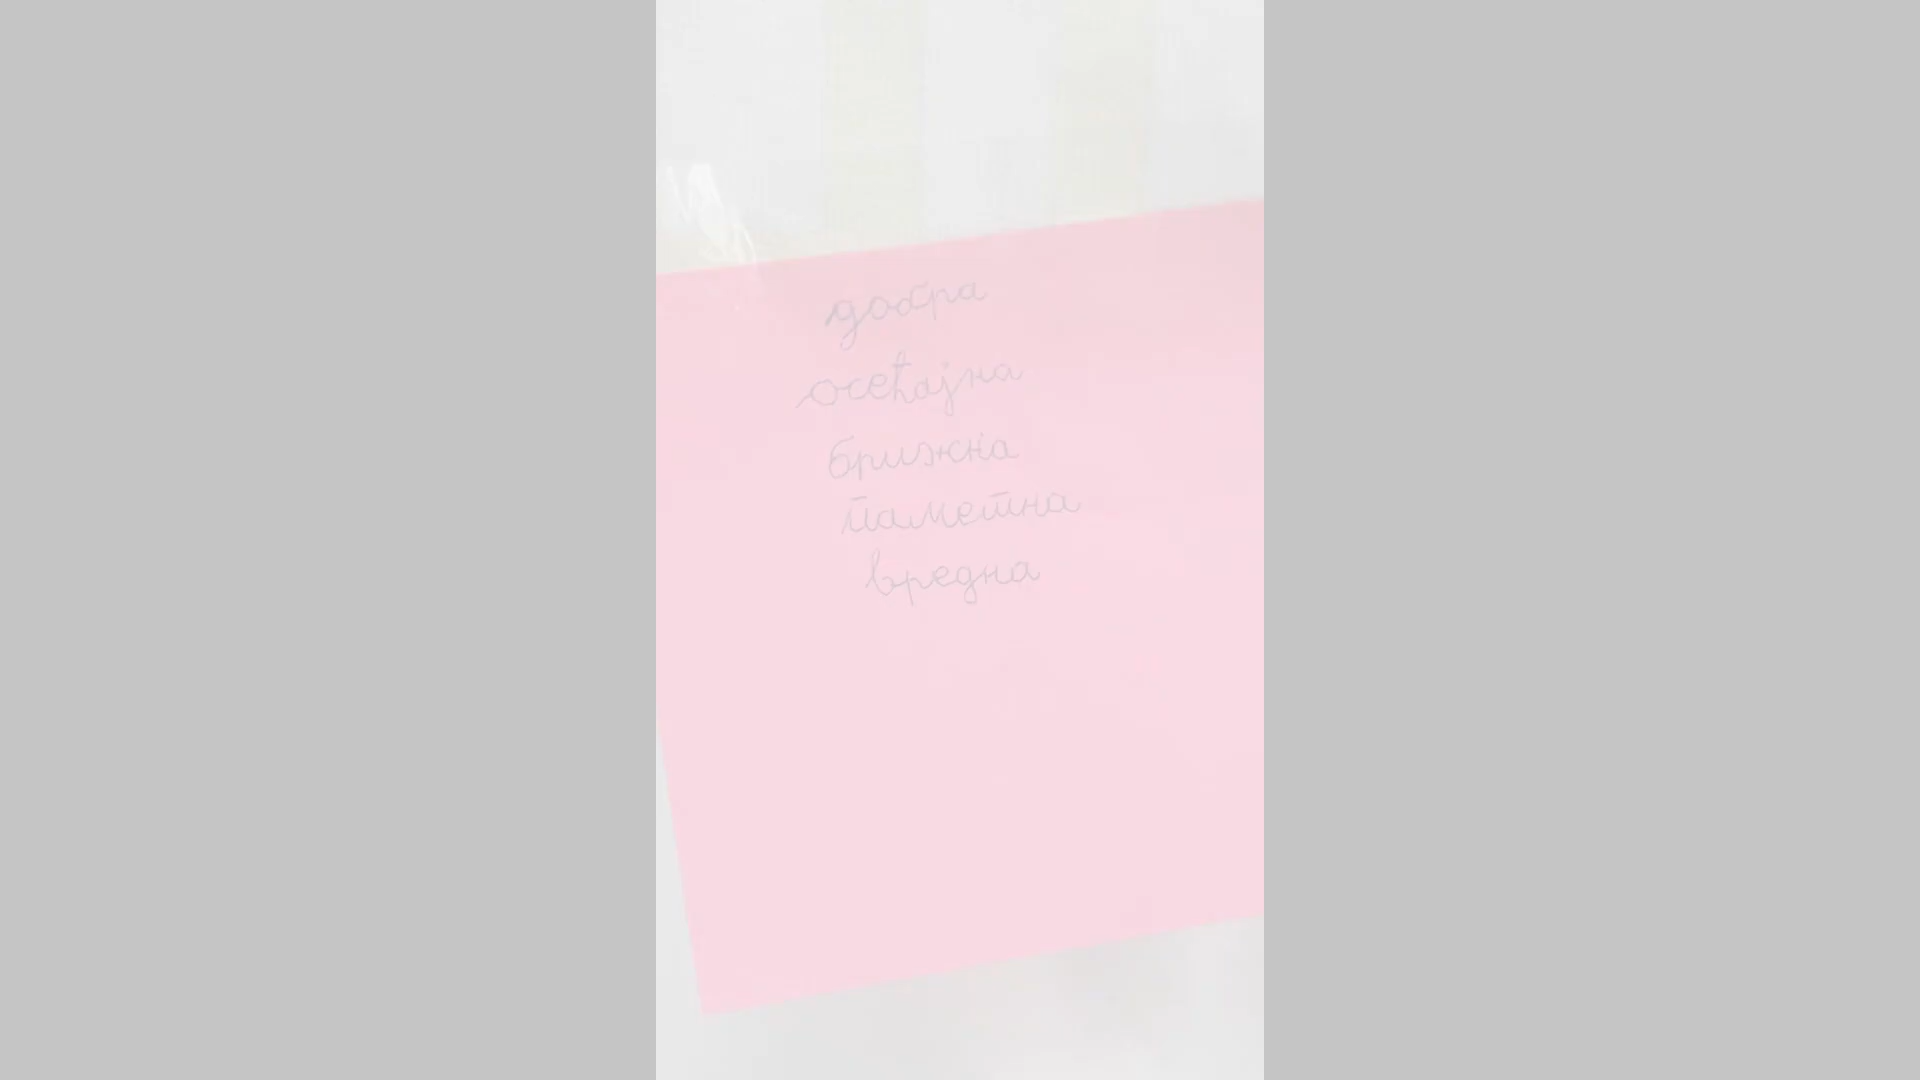 добра
осећајна
брижна
паметна
вредна